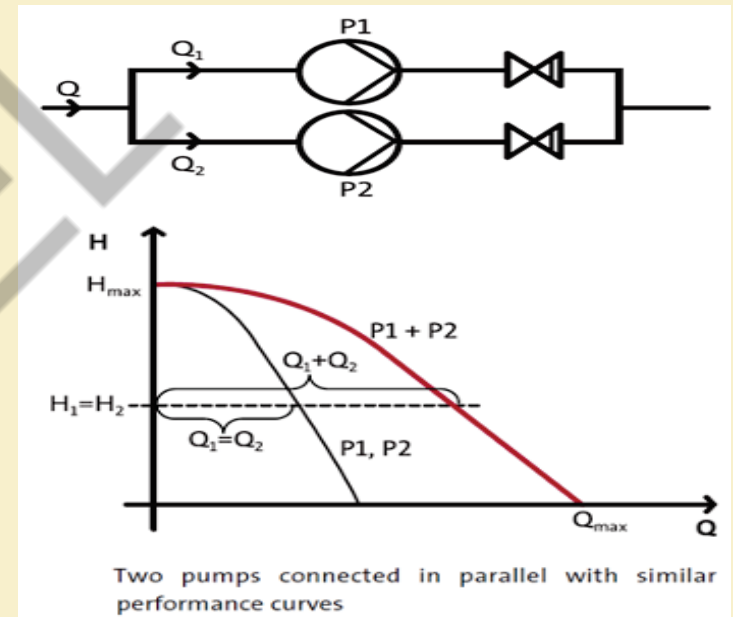 P1
Q₁
Q
Q₂
P2
H
Hmax
P1 + P2
Q₁+Q₂
H₁=H₂
Q₁=Q₂
P1, P2
Qmax
Q
Two pumps connected in parallel with similar
performance curves